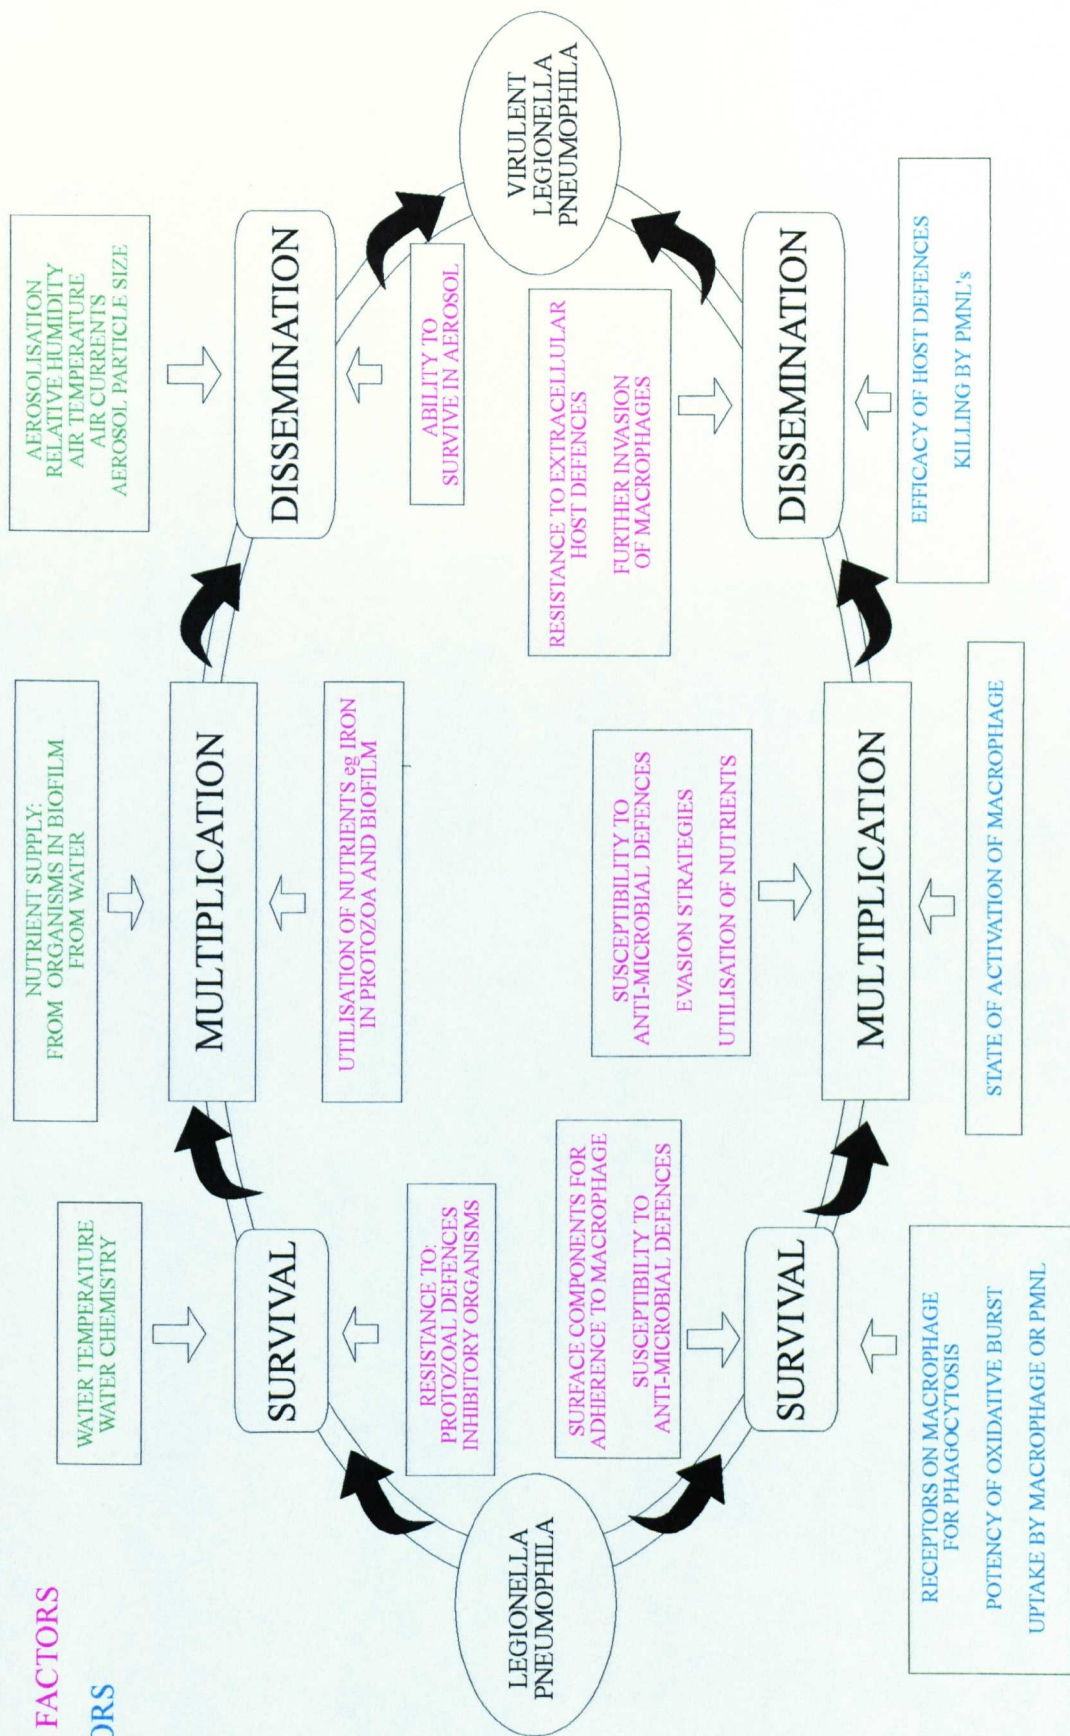 FACTORS
ORS
WATER TEMPERATURE
WATER CHEMISTRY
NUTRIENT SUPPLY:
FROM ORGANISMS IN BIOFILM
FROM WATER
AEROSOLISATION
RELATIVE HUMIDITY
AIR TEMPERATURE
AIR CURRENTS
AEROSOL PARTICLE SIZE
SURVIVAL
MULTIPLICATION
DISSEMINATION
RESISTANCE TO:
PROTOZOAL DEFENCES
INHIBITORY ORGANISMS
UTILISATION OF NUTRIENTS eg IRON
IN PROTOZOA AND BIOFILM
ABILITY TO
SURVIVE IN AEROSOL
LEGIONELLA
PNEUMOPHILA
VIRULENT
LEGIONELLA
PNEUMOPHILA
SURFACE COMPONENTS FOR
ADHERENCE TO MACROPHAGE
SUSCEPTIBILTY TO
ANTI-MICROBIAL DEFENCES
SUSCEPTIBILITY TO
ANTI-MICROBIAL DEFENCES
EVASION STRATEGIES
UTILISATION OF NUTRIENTS
RESISTANCE TO EXTRACELLULAR
HOST DEFENCES
FURTHER INVASION
OF MACROPHAGES
SURVIVAL
MULTIPLICATION
DISSEMINATION
RECEPTORS ON MACROPHAGE
FOR PHAGOCYTOSIS
POTENCY OF OXIDATIVE BURST
UPTAKE BY MACROPHAGE OR PMNL
STATE OF ACTIVATION OF MACROPHAGE
EFFICACY OF HOST DEFENCES
KILLING BY PMNL's